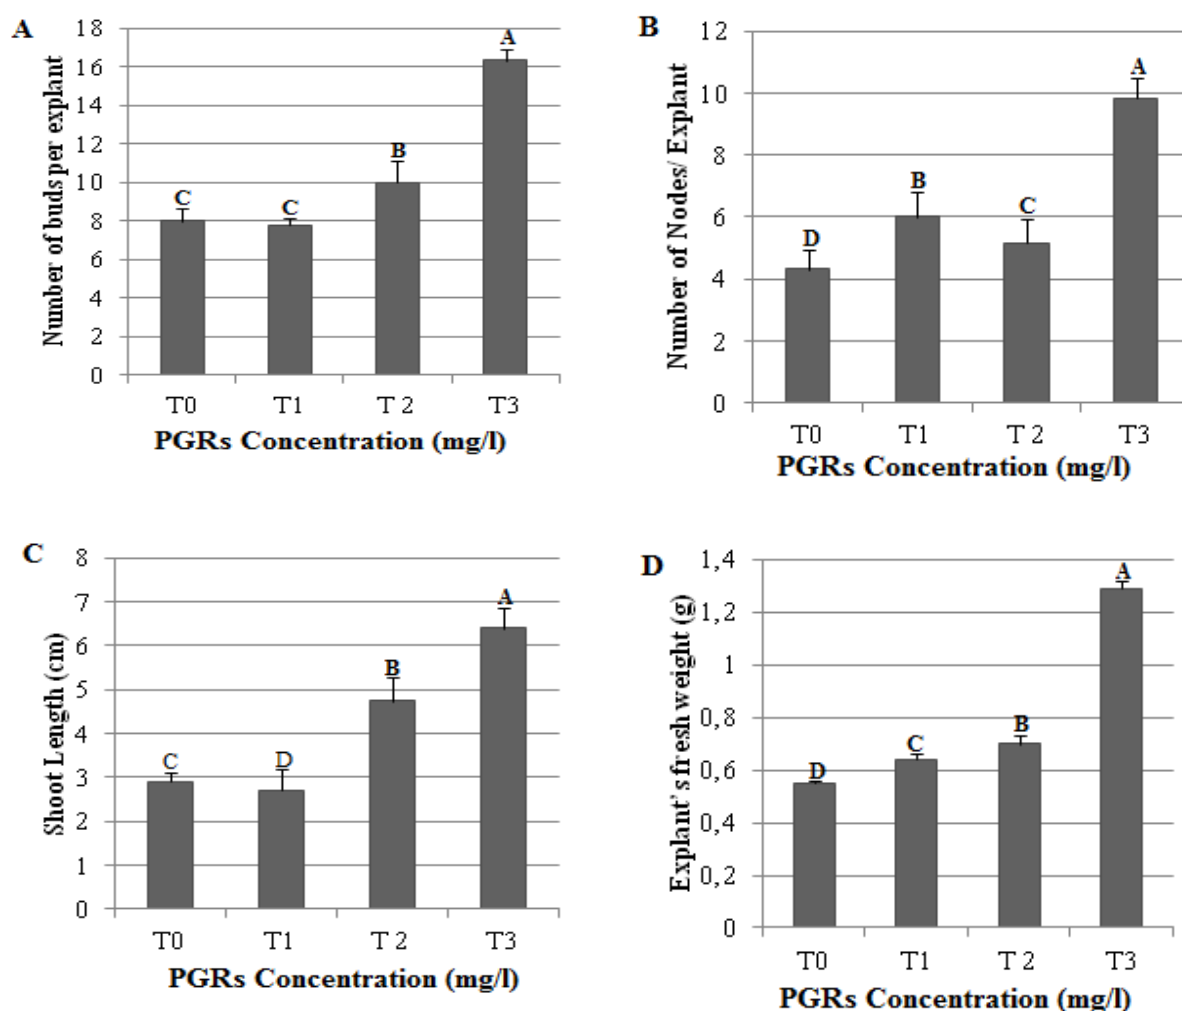 A
Number of buds per explant
18
16
14
12
10
8
6
4
2
0
C
C
B
A
T0 T1 T 2 T3
PGRs Concentration (mg/l)
B
Number of Nodes/ Explant
12
10
8
6
4
2
0
D
B
C
A
T0 T1 T 2 T3
PGRs Concentration (mg/l)
C
Shoot Length (cm)
8
7
6
5
4
3
2
1
0
C
D
B
A
T0 T1 T 2 T3
PGRs Concentration (mg/l)
D
Explant's fresh weight (g)
1,4
1,2
1
0,8
0,6
0,4
0,2
0
D
C
B
A
T0 T1 T 2 T3
PGRs Concentration (mg/l)